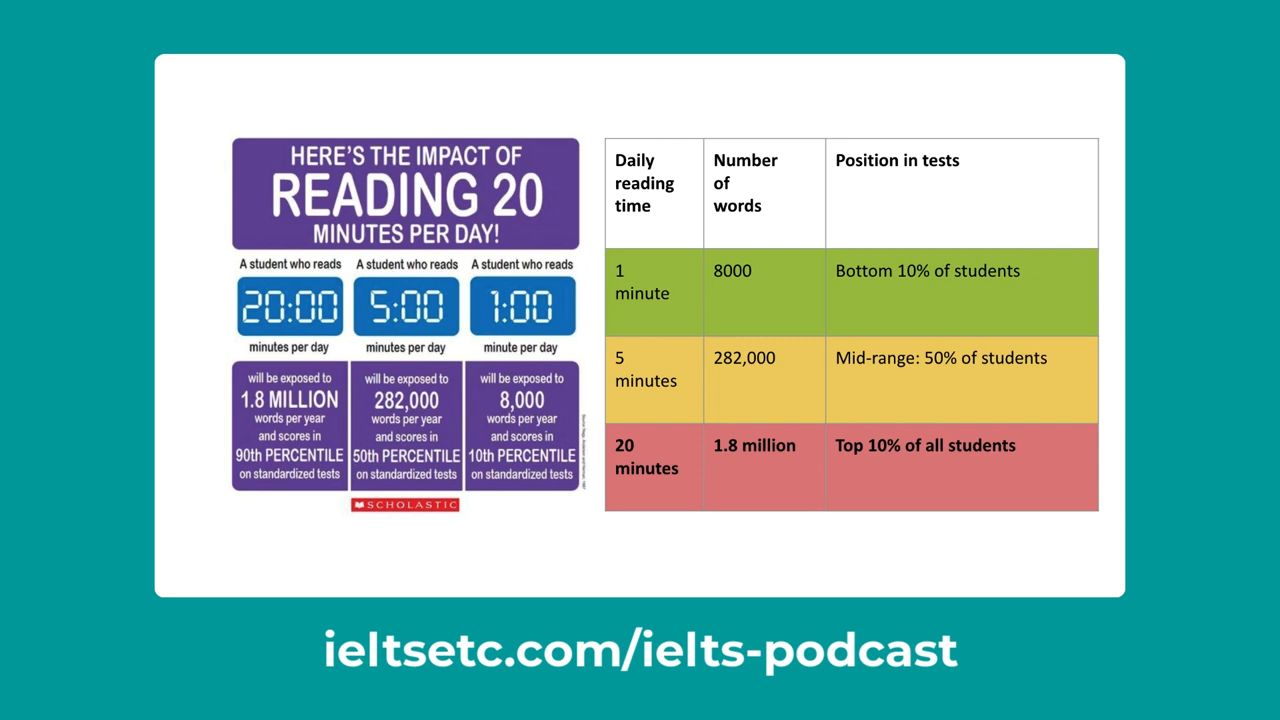 HERE'S THE IMPACT OF
READING 20
MINUTES PER DAY!
A student who reads
20:00
minutes per day
will be exposed to
1.8 MILLION
words per year
and scores in
90th PERCENTILE
on standardized tests
A student who reads
5:00
minutes per day
will be exposed to
282,000
words per year
and scores in
50th PERCENTILE
on standardized tests
A student who reads
1:00
minute per day
will be exposed to
8,000
words per year
and scores in
10th PERCENTILE
on standardized tests
SCHOLASTIC
Daily
reading
time
Number
of
words
Position in tests
1
minute
8000
Bottom 10% of students
5
minutes
282,000
Mid-range: 50% of students
20
minutes
1.8 million
Top 10% of all students
ieltsetc.com/ielts-podcast